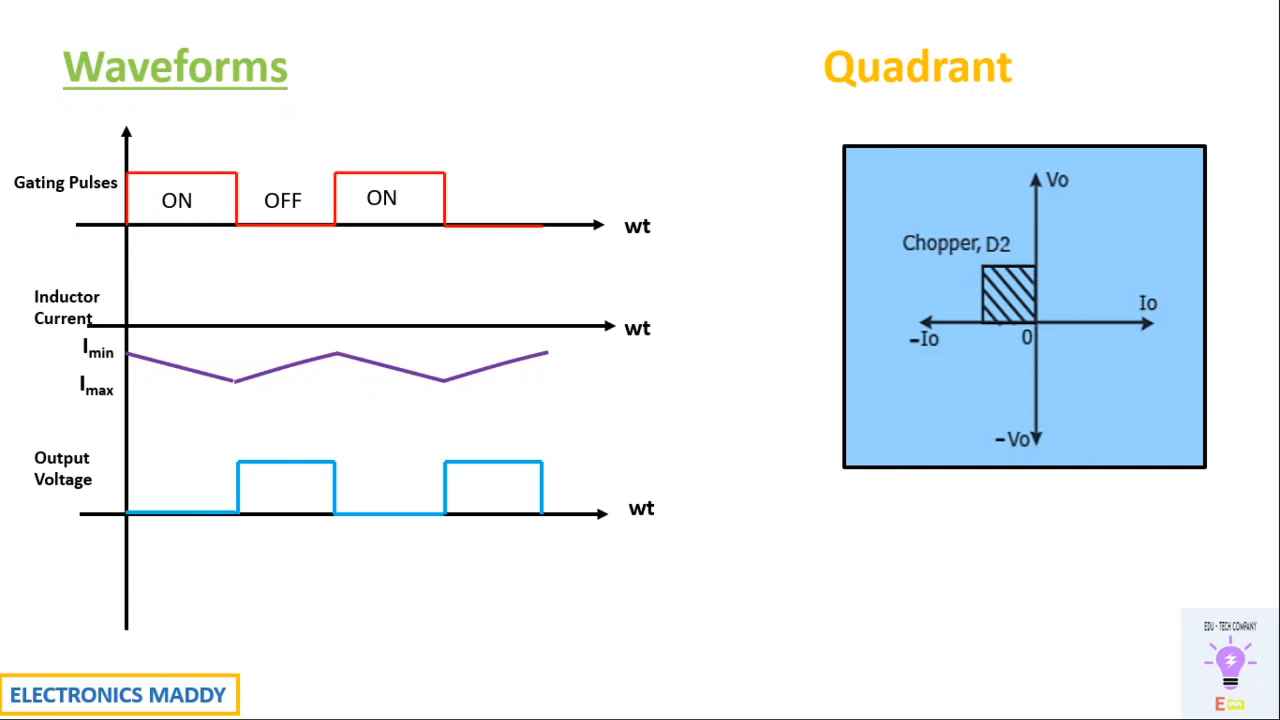 Waveforms
Quadrant
Gating Pulses
ON
OFF
ON
wt
Inductor
Current
wt
Imin
Imax
Output
Voltage
wt
Vo
Chopper, D2
Io
−Io
0
−Vo
EDU - TECH COMPANY
Em
ELECTRONICS MADDY